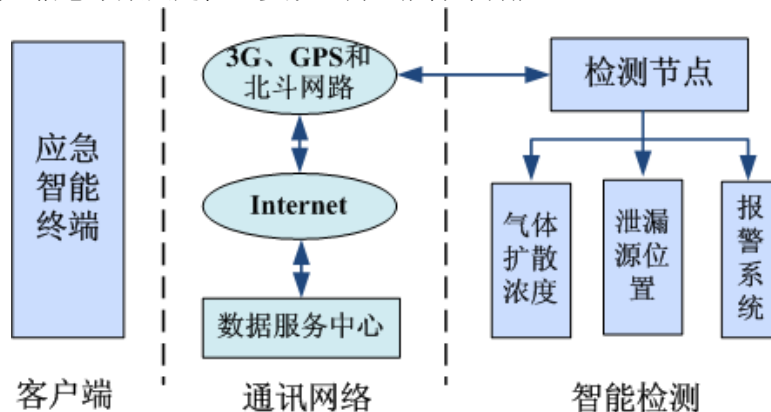 应急
智能
终端
客户端
3G、GPS和
北斗网路
Internet
数据服务中心
通讯网络
检测节点
气体
扩散
浓度
泄漏
源位
置
报
警
系
统
智能检测